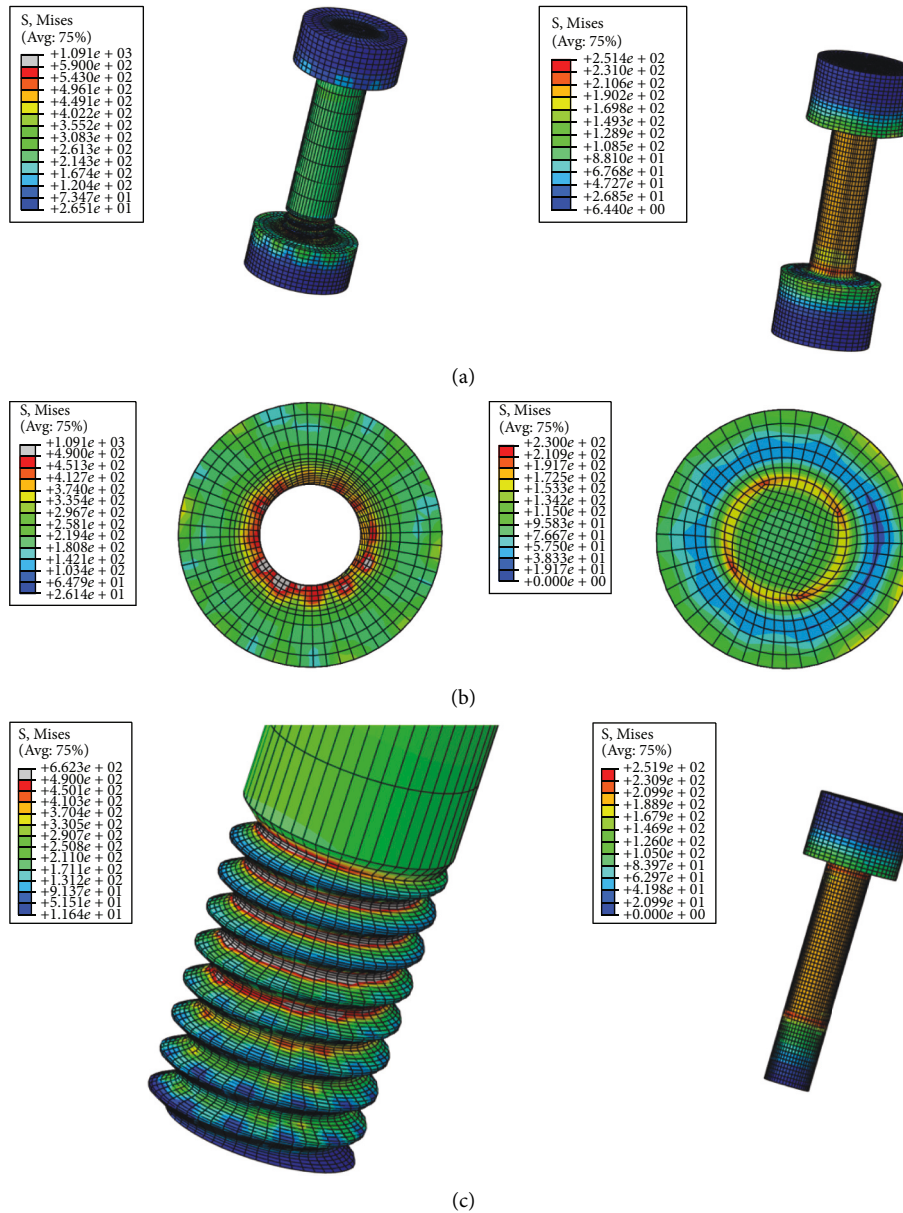 S, Mises
(Avg: 75%)
+1.091e + 03
+5.900e + 02
+5.430e + 02
+4.961e + 02
+4.491e + 02
+4.022e + 02
+3.552e + 02
+3.083e + 02
+2.613e + 02
+2.143e + 02
+1.674e + 02
+1.204e + 02
+7.347e + 01
+2.651e + 01
S, Mises
(Avg: 75%)
+2.514e + 02
+2.310e + 02
+2.106e + 02
+1.902e + 02
+1.698e + 02
+1.493e + 02
+1.289e + 02
+1.085e + 02
+8.810e + 01
+6.768e + 01
+4.727e + 01
+2.685e + 01
+6.440e + 00
(a)
S, Mises
(Avg: 75%)
+1.091e + 03
+4.900e + 02
+4.513e + 02
+4.127e + 02
+3.740e + 02
+3.354e + 02
+2.967e + 02
+2.581e + 02
+2.194e + 02
+1.808e + 02
+1.421e + 02
+1.034e + 02
+6.479e + 01
+2.614e + 01
S, Mises
(Avg: 75%)
+2.300e + 02
+2.109e + 02
+1.917e + 02
+1.725e + 02
+1.533e + 02
+1.342e + 02
+1.150e + 02
+9.583e + 01
+7.667e + 01
+5.750e + 01
+3.833e + 01
+1.917e + 01
+0.000e + 00
(b)
S, Mises
(Avg: 75%)
+6.623e + 02
+4.900e + 02
+4.501e + 02
+4.103e + 02
+3.704e + 02
+3.305e + 02
+2.907e + 02
+2.508e + 02
+2.110e + 02
+1.711e + 02
+1.312e + 02
+9.137e + 01
+5.151e + 01
+1.164e + 01
S, Mises
(Avg: 75%)
+2.519e + 02
+2.309e + 02
+2.099e + 02
+1.889e + 02
+1.679e + 02
+1.469e + 02
+1.260e + 02
+1.050e + 02
+8.397e + 01
+6.297e + 01
+4.198e + 01
+2.099e + 01
+0.000e + 00
(c)